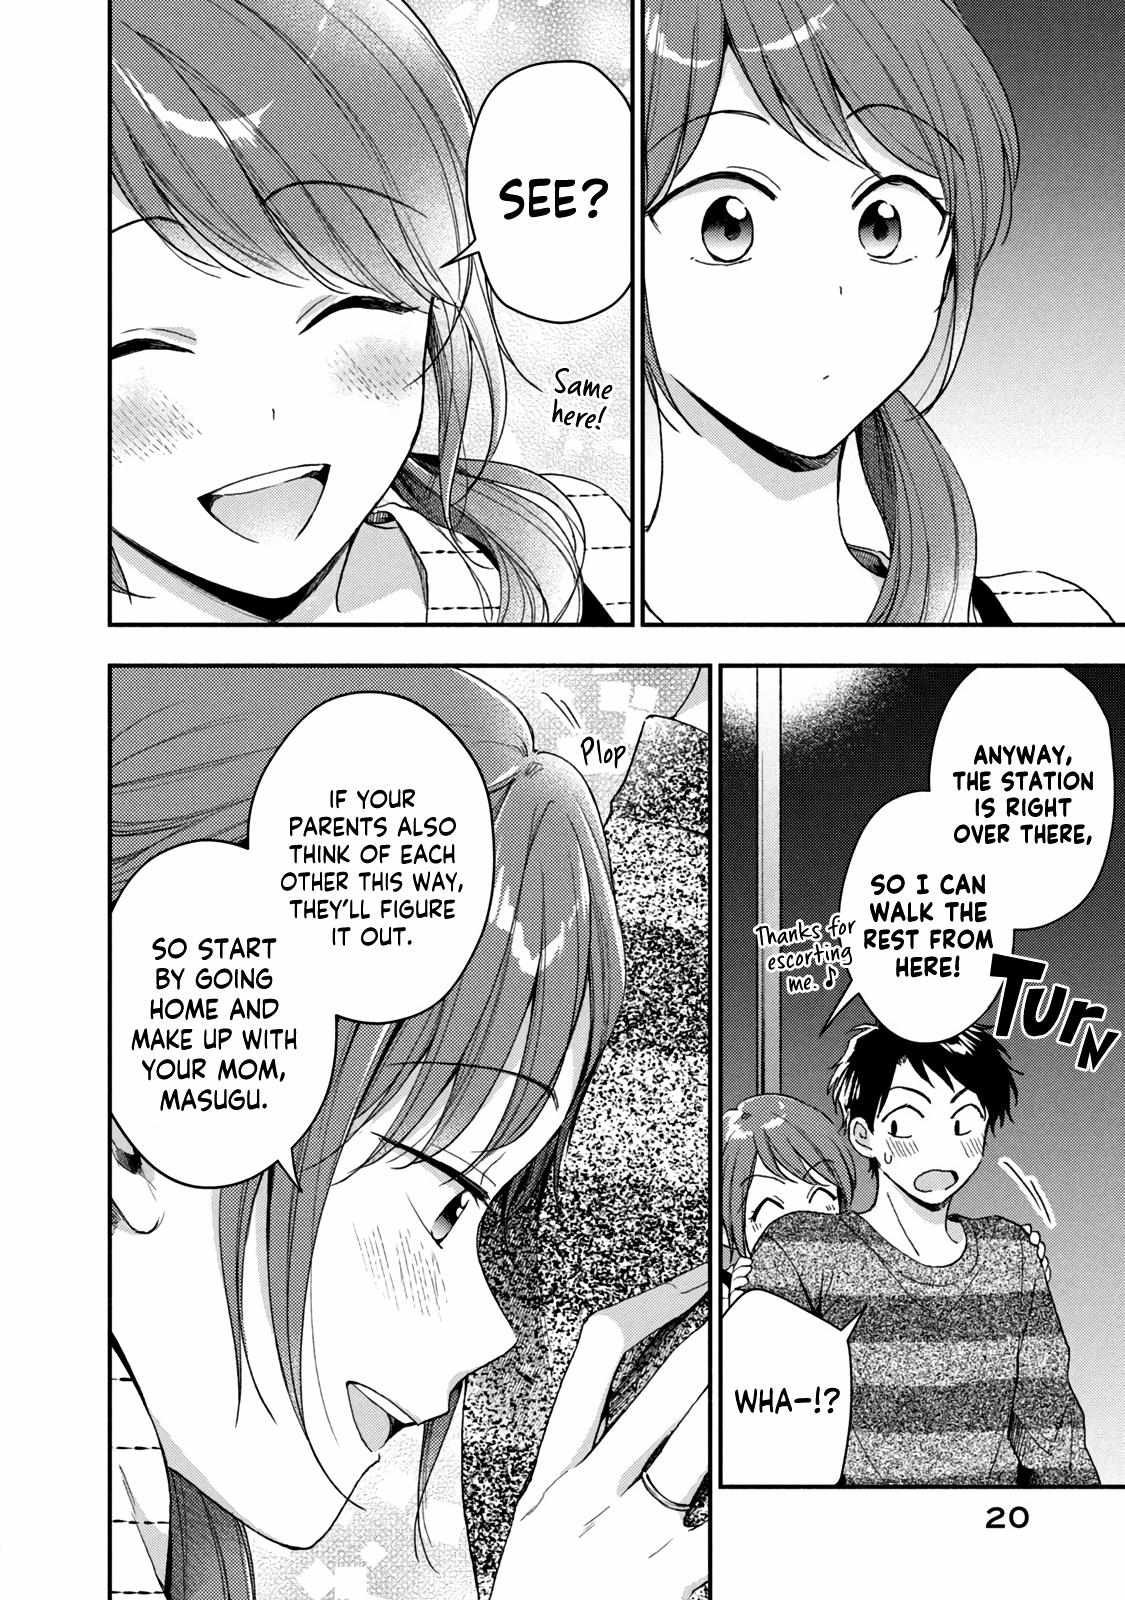 SEE?
Same
here!
ANYWAY,
THE STATION
IS RIGHT
OVER THERE,
SO I CAN
WALK THE
REST FROM
HERE!
Thanks for
escorting
me. ♪
TURN
WHA-!?
Plop
IF YOUR
PARENTS ALSO
THINK OF EACH
OTHER THIS WAY,
THEY'LL FIGURE
IT OUT.
SO START
BY GOING
HOME AND
MAKE UP WITH
YOUR MOM,
MASUGU.
20